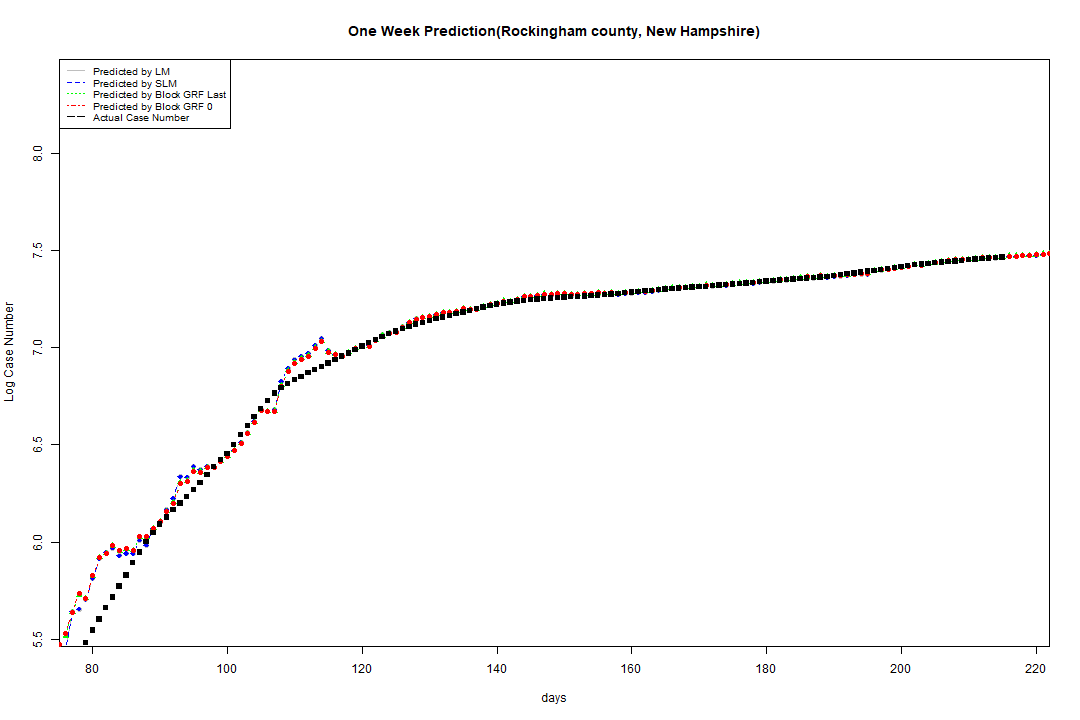 One Week Prediction(Rockingham county, New Hampshire)
Predicted by LM
Predicted by SLM
Predicted by Block GRF Last
Predicted by Block GRF 0
Actual Case Number
Log Case Number
8.0
7.5
7.0
6.5
6.0
5.5
80 100 120 140 160 180 200 220
days